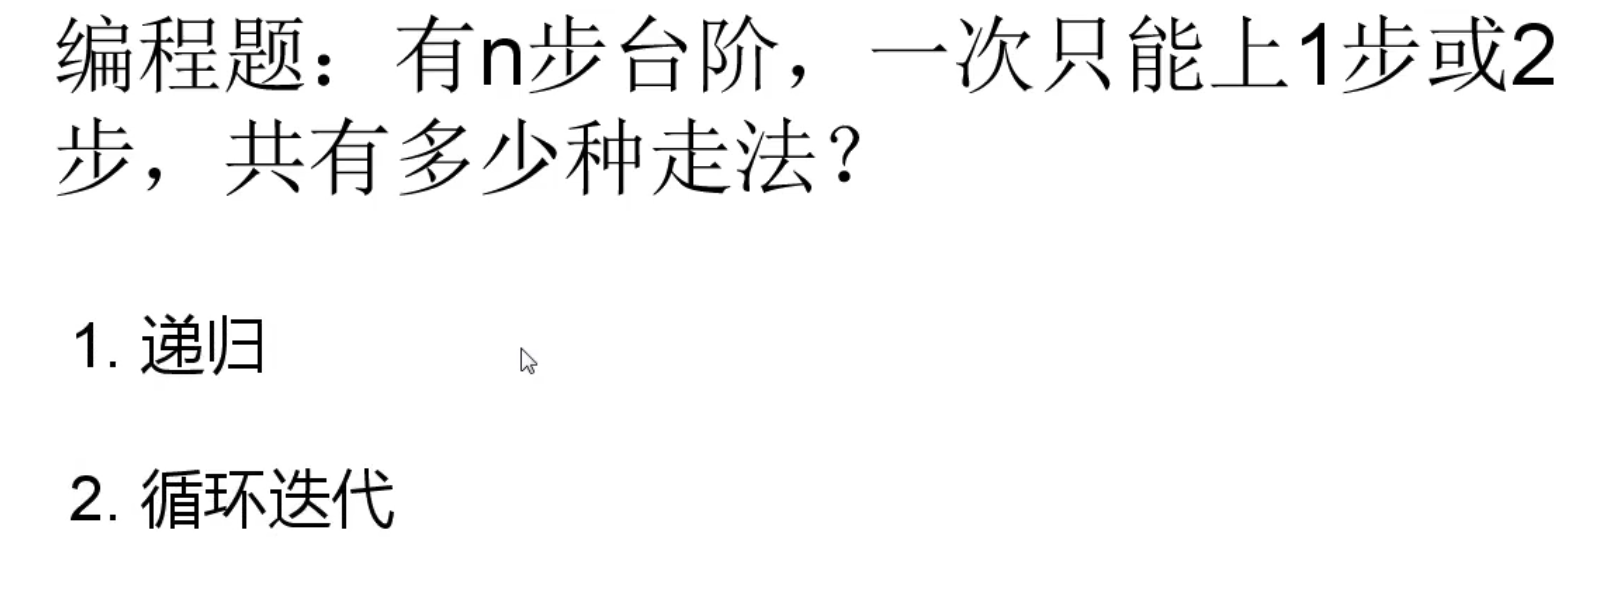 编程题：有n步台阶，一次只能上1步或2
步，共有多少种走法？
1. 递归
2. 循环迭代